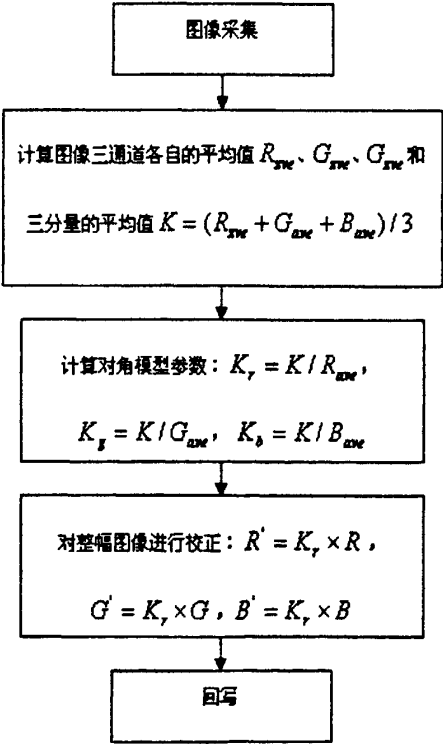 图像采集
计算图像三通道各自的平均值 R_ave、G_ave、G_ave 和
三分量的平均值 K = (R_ave + G_ave + B_ave) / 3
计算对角模型参数：K_r = K / R_ave，
K_g = K / G_ave，K_b = K / B_ave
对整幅图像进行校正：R' = K_r × R，
G' = K_r × G，B' = K_r × B
回写